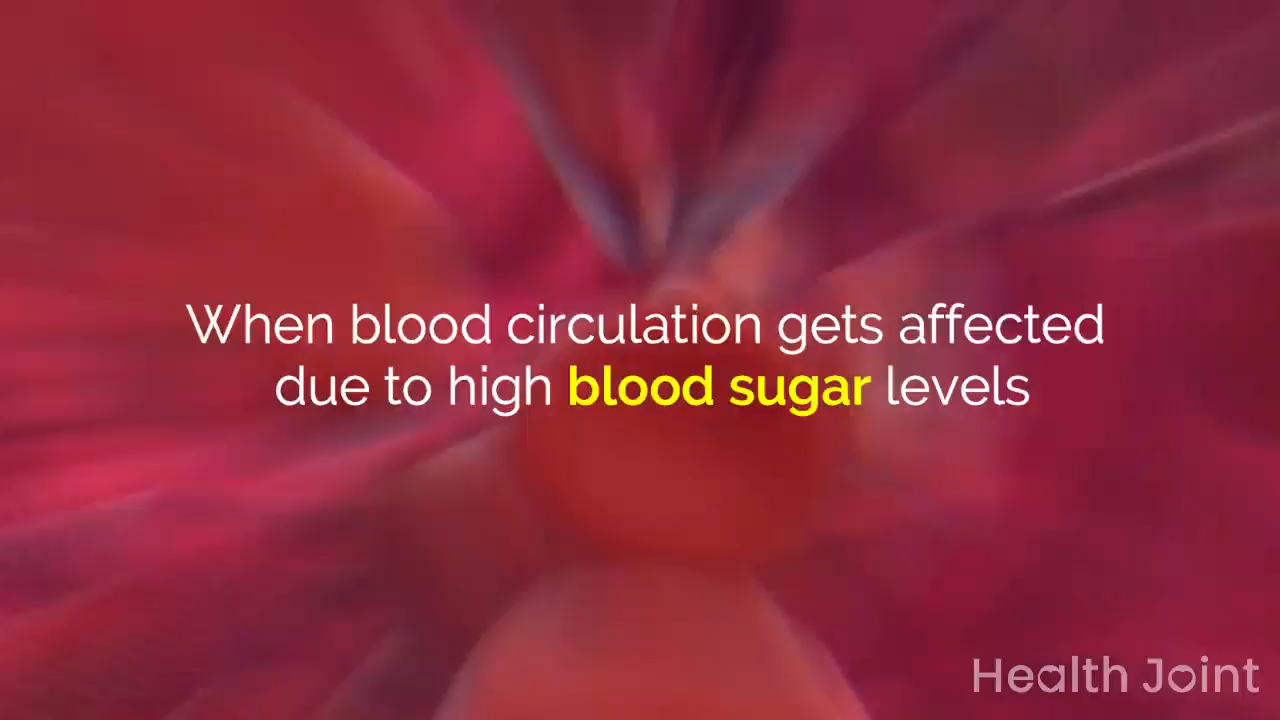 When blood circulation gets affected
due to high blood sugar levels
Health Joint